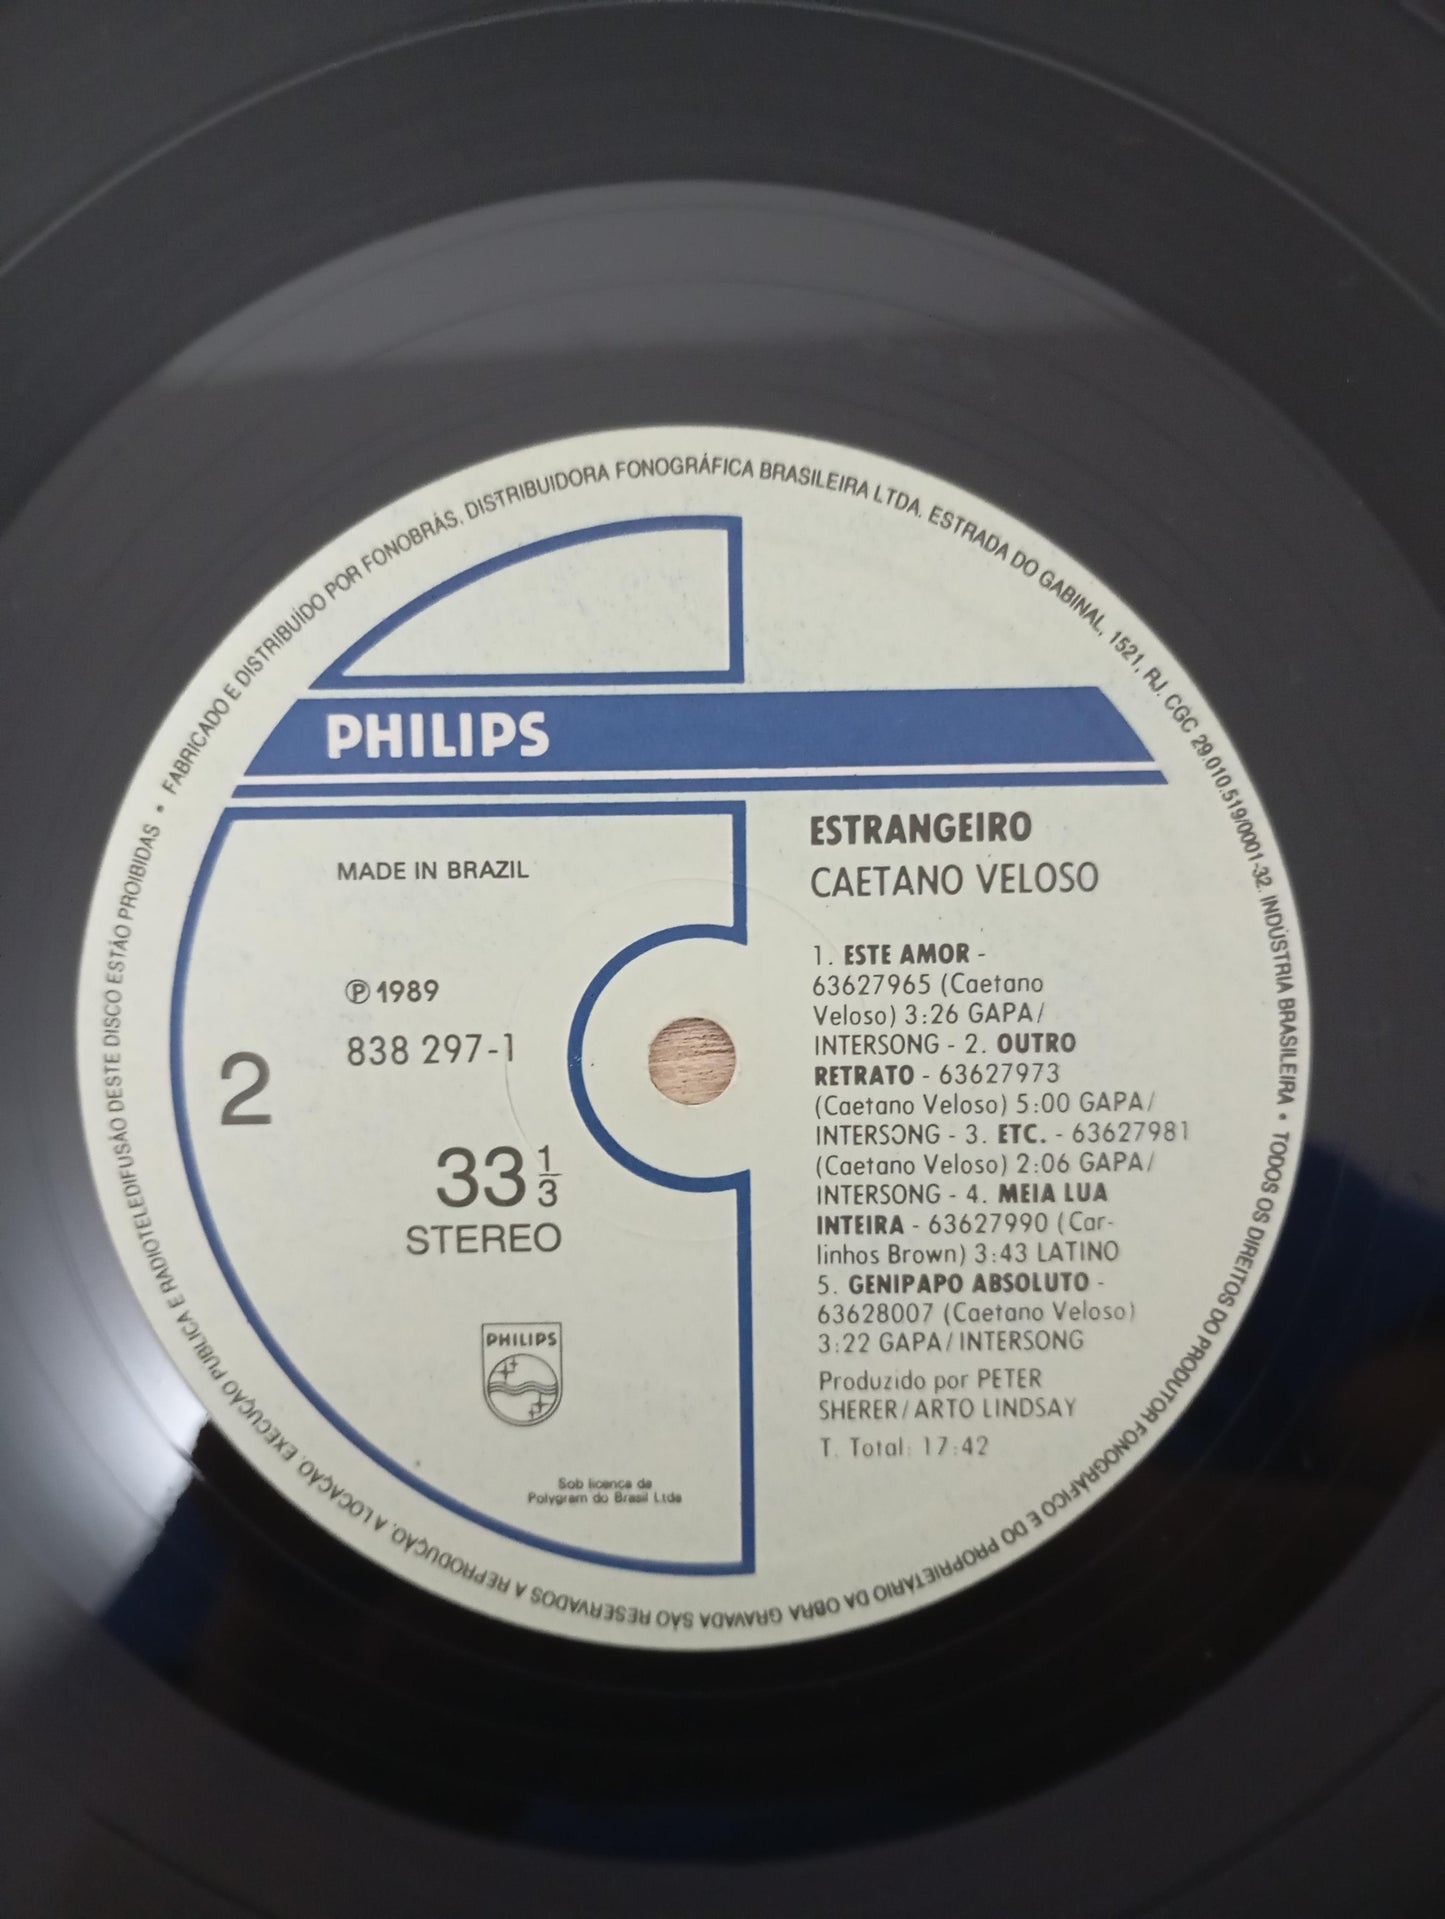 FABRICADO E DISTRIBUÍDO POR FONOBRÁS. DISTRIBUIDORA FONOGRÁFICA BRASILEIRA LTDA. ESTRADA DO GABINAL, 1521, RJ. CGC 29.010.519/0001-32. INDÚSTRIA BRASILEIRA • TODOS OS DIREITOS DO PRODUTOR FONOGRÁFICO E DO PROPRIETÁRIO DA OBRA GRAVADA SÃO RESERVADOS A REPRODUÇÃO, A LOCAÇÃO, EXECUÇÃO PUBLICA E RADIOTELEDIFUSÃO DESTE DISCO ESTÃO PROIBIDAS •
PHILIPS
MADE IN BRAZIL
℗ 1989
838 297-1
2
33 1/3
STEREO
PHILIPS
Sob licença da
Polygram do Brasil Ltda
ESTRANGEIRO
CAETANO VELOSO
1. ESTE AMOR -
63627965 (Caetano
Veloso) 3:26 GAPA/
INTERSONG - 2. OUTRO
RETRATO - 63627973
(Caetano Veloso) 5:00 GAPA/
INTERSONG - 3. ETC. - 63627981
(Caetano Veloso) 2:06 GAPA/
INTERSONG - 4. MEIA LUA
INTEIRA - 63627990 (Car-
linhos Brown) 3:43 LATINO
5. GENIPAPO ABSOLUTO -
63628007 (Caetano Veloso)
3:22 GAPA/INTERSONG
Produzido por PETER
SHERER/ARTO LINDSAY
T. Total: 17:42